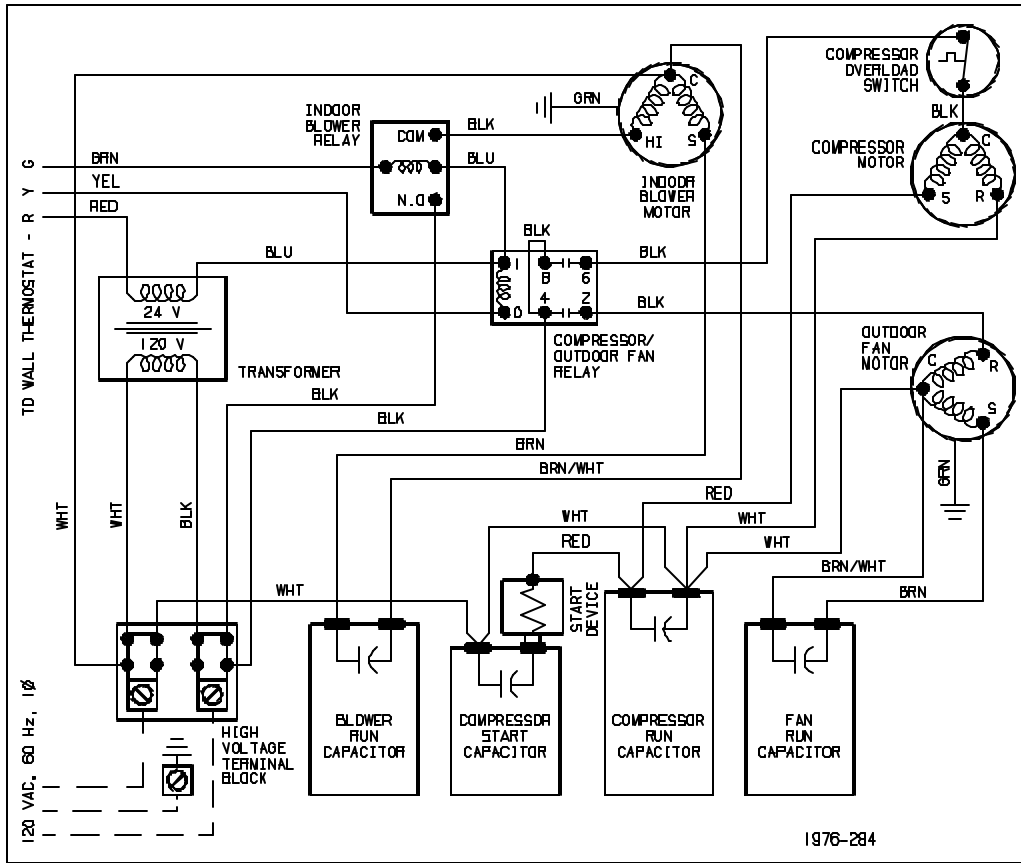 COMPRESSOR
OVERLOAD
SWITCH
BLK
COMPRESSOR
MOTOR
C
S
R
GRN
C
HI
S
INDOOR
BLOWER
MOTOR
INDOOR
BLOWER
RELAY
COM
N.O
BLK
BLU
TO WALL THERMOSTAT - R Y G
BRN
YEL
RED
BLU
24 V
120 V
TRANSFORMER
BLK
1
8
6
0
4
2
BLK
BLK
COMPRESSOR/
OUTDOOR FAN
RELAY
OUTDOOR
FAN
MOTOR
C
R
S
GRN
BLK
BLK
BRN
BRN/WHT
RED
WHT
WHT
BLK
WHT
RED
WHT
WHT
BRN/WHT
BRN
WHT
START
DEVICE
BLOWER
RUN
CAPACITOR
COMPRESSOR
START
CAPACITOR
COMPRESSOR
RUN
CAPACITOR
FAN
RUN
CAPACITOR
HIGH
VOLTAGE
TERMINAL
BLOCK
120 VAC, 60 Hz, 1Ø
1976-284